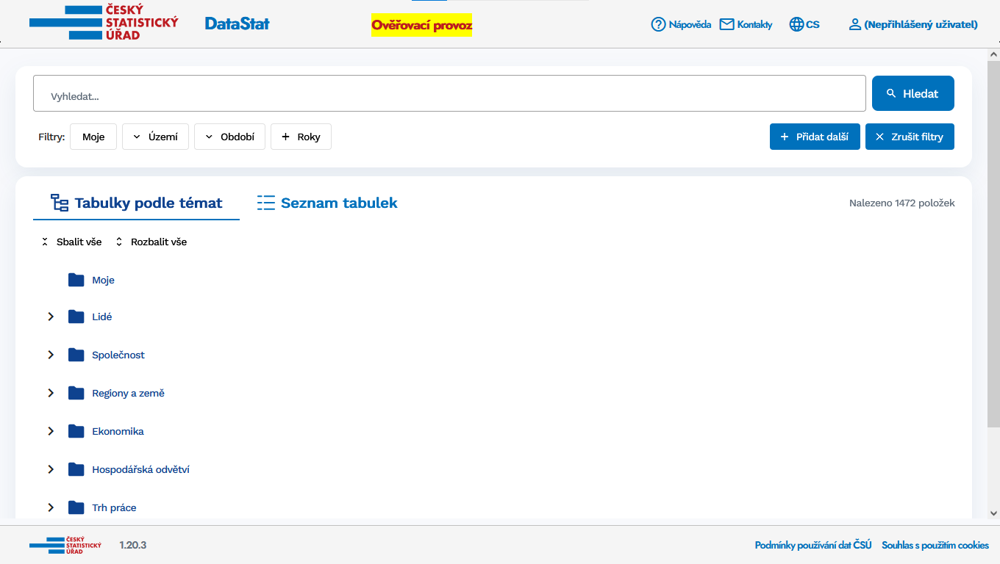 ČESKÝ
STATISTICKÝ
ÚŘAD
DataStat
Ověřovací provoz
Nápověda
Kontakty
CS
(Nepřihlášený uživatel)
Vyhledat...
Hledat
Filtry:
Moje
Území
Období
Roky
Přidat další
Zrušit filtry
Tabulky podle témat
Seznam tabulek
Nalezeno 1472 položek
Sbalit vše
Rozbalit vše
Moje
Lidé
Společnost
Regiony a země
Ekonomika
Hospodářská odvětví
Trh práce
ČESKÝ
STATISTICKÝ
ÚŘAD
1.20.3
Podmínky používání dat ČSÚ
Souhlas s použitím cookies